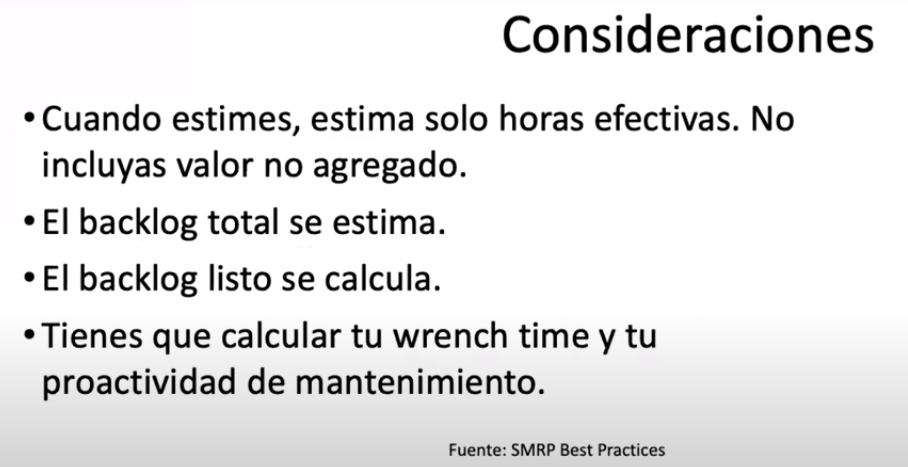 Consideraciones
•Cuando estimes, estima solo horas efectivas. No
incluyas valor no agregado.
•El backlog total se estima.
•El backlog listo se calcula.
•Tienes que calcular tu wrench time y tu
proactividad de mantenimiento.
Fuente: SMRP Best Practices